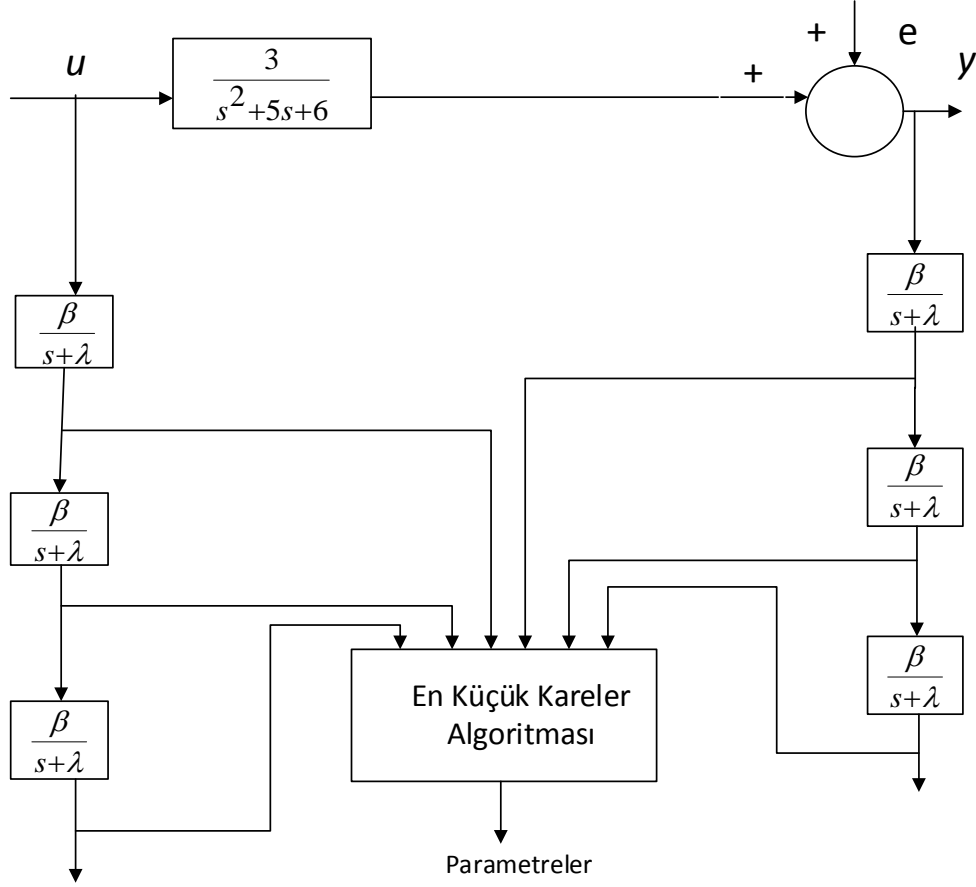 + e
u
y
+
3
s^2+5s+6
β
s+λ
β
s+λ
β
s+λ
β
s+λ
β
s+λ
β
s+λ
En Küçük Kareler
Algoritması
Parametreler